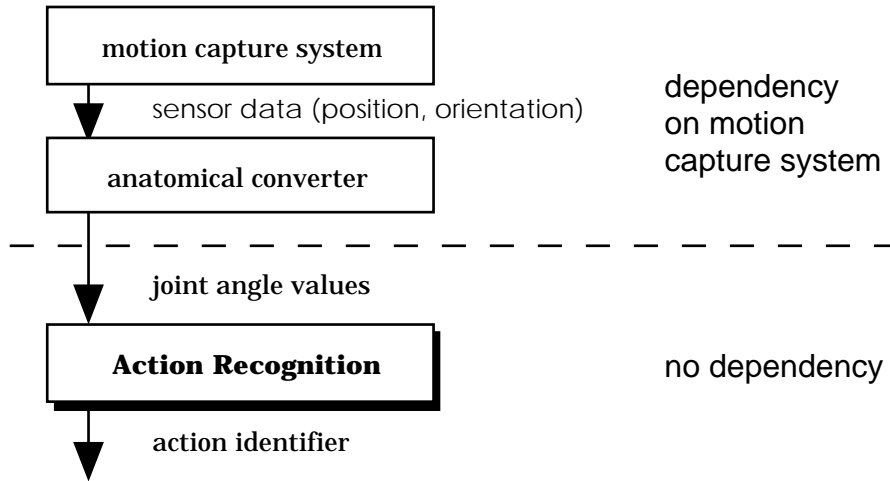 motion capture system
sensor data (position, orientation)
dependency
on motion
capture system
anatomical converter
joint angle values
Action Recognition
no dependency
action identifier